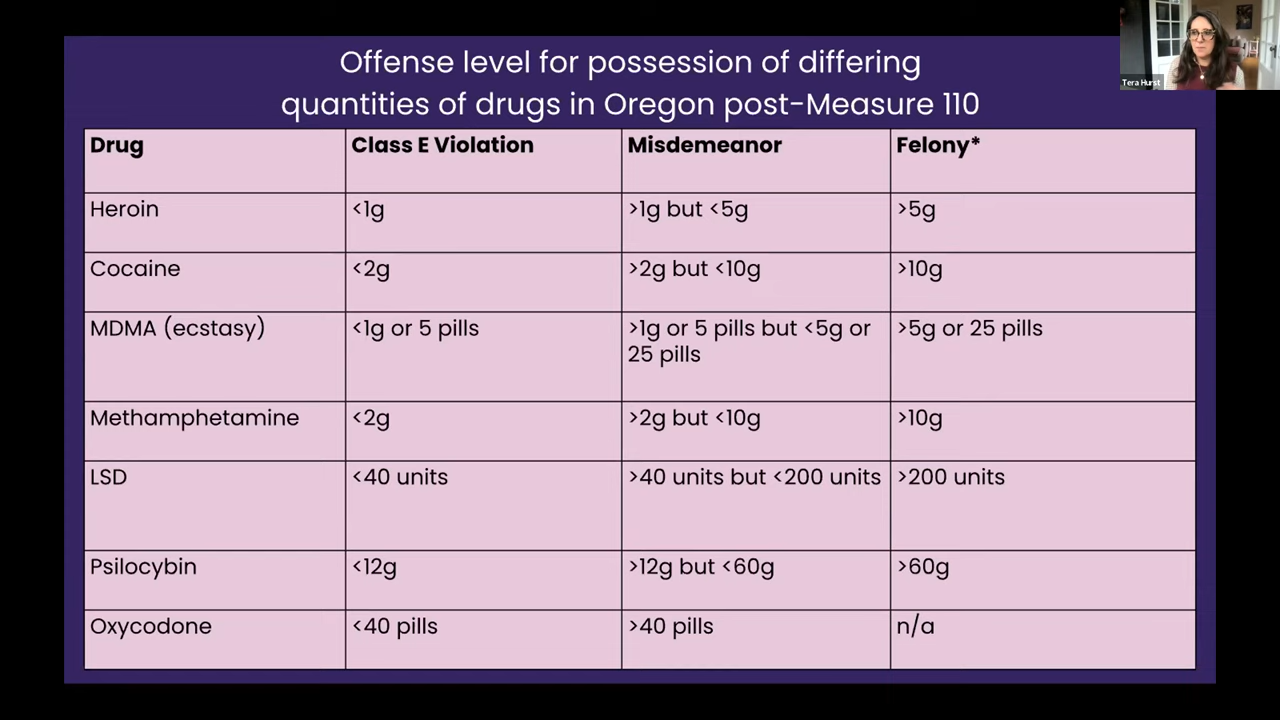 Offense level for possession of differing
quantities of drugs in Oregon post-Measure 110
Tera Hurst
Drug Class E Violation Misdemeanor Felony*
Heroin <1g >1g but <5g >5g
Cocaine <2g >2g but <10g >10g
MDMA (ecstasy) <1g or 5 pills >1g or 5 pills but <5g or >5g or 25 pills
25 pills
Methamphetamine <2g >2g but <10g >10g
LSD <40 units >40 units but <200 units >200 units
Psilocybin <12g >12g but <60g >60g
Oxycodone <40 pills >40 pills n/a